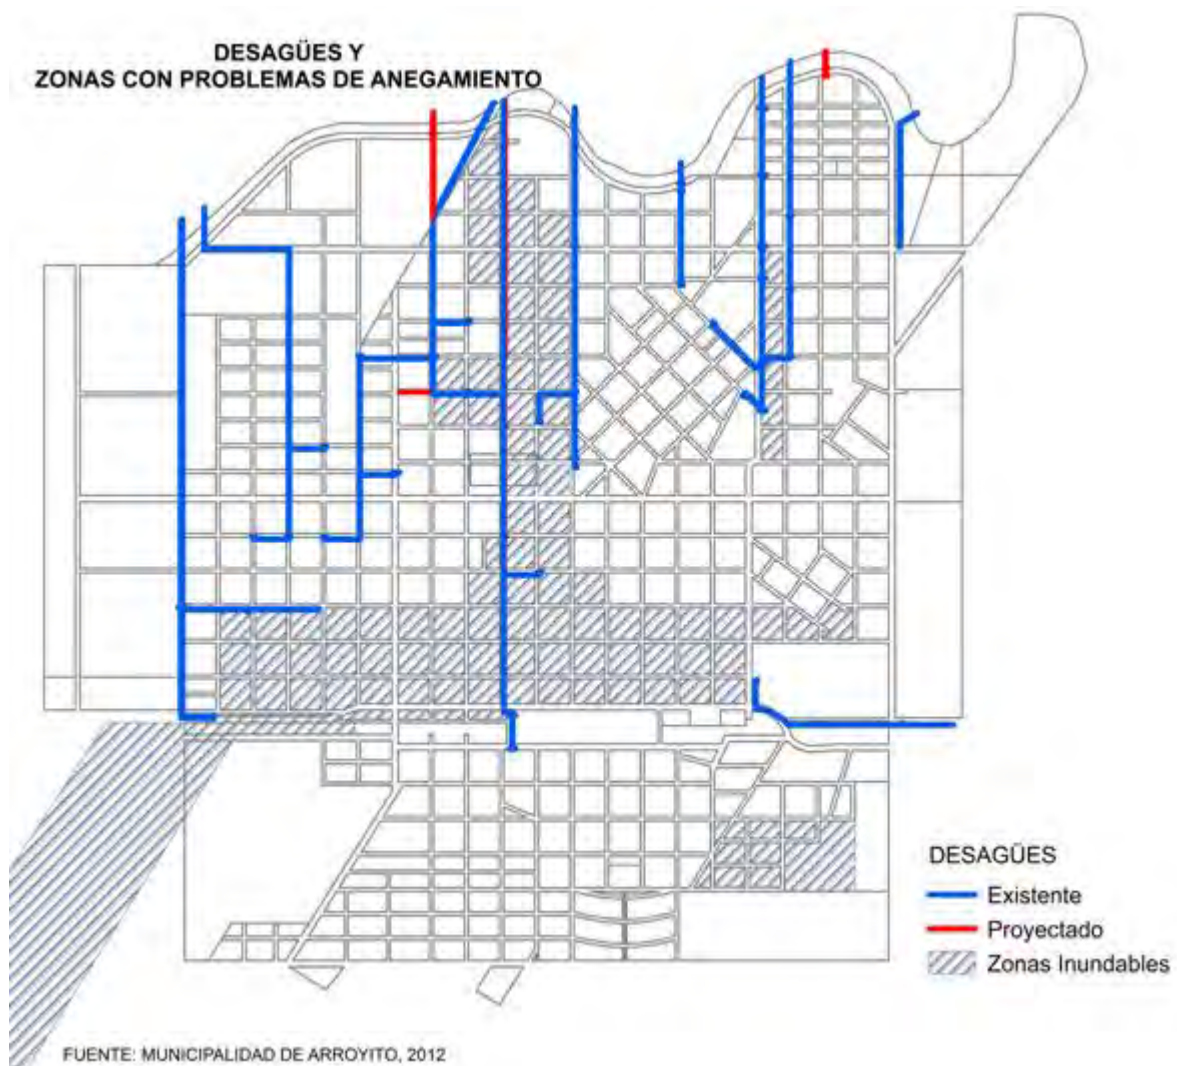 DESAGÜES Y
ZONAS CON PROBLEMAS DE ANEGAMIENTO
DESAGÜES
Existente
Proyectado
Zonas Inundables
FUENTE: MUNICIPALIDAD DE ARROYITO, 2012